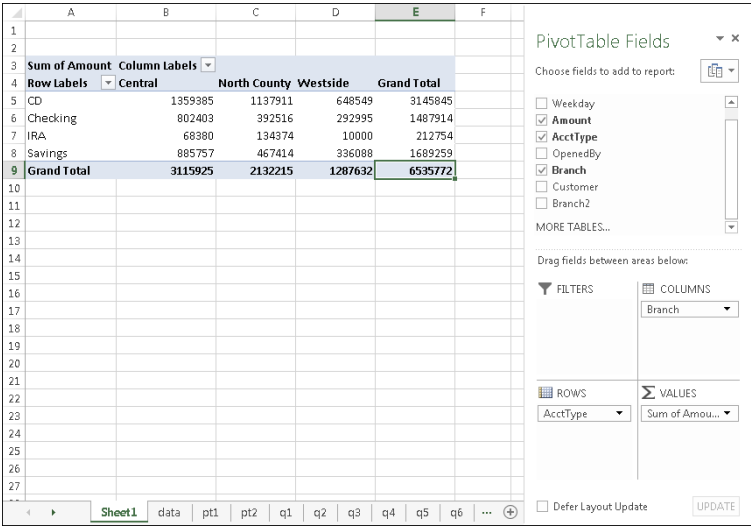 A B C D E F
1
2
3 Sum of Amount Column Labels
4 Row Labels Central North County Westside Grand Total
5 CD 1359385 1137911 648549 3145845
6 Checking 802403 392516 292995 1487914
7 IRA 68380 134374 10000 212754
8 Savings 885757 467414 336088 1689259
9 Grand Total 3115925 2132215 1287632 6535772
10
11
12
13
14
15
16
17
18
19
20
21
22
23
24
25
26
27
Sheet1 data pt1 pt2 q1 q2 q3 q4 q5 q6 ...
PivotTable Fields
Choose fields to add to report:
Weekday
Amount
AcctType
OpenedBy
Branch
Customer
Branch2
MORE TABLES...
Drag fields between areas below:
FILTERS
COLUMNS
Branch
ROWS
AcctType
Σ VALUES
Sum of Amou...
Defer Layout Update
UPDATE